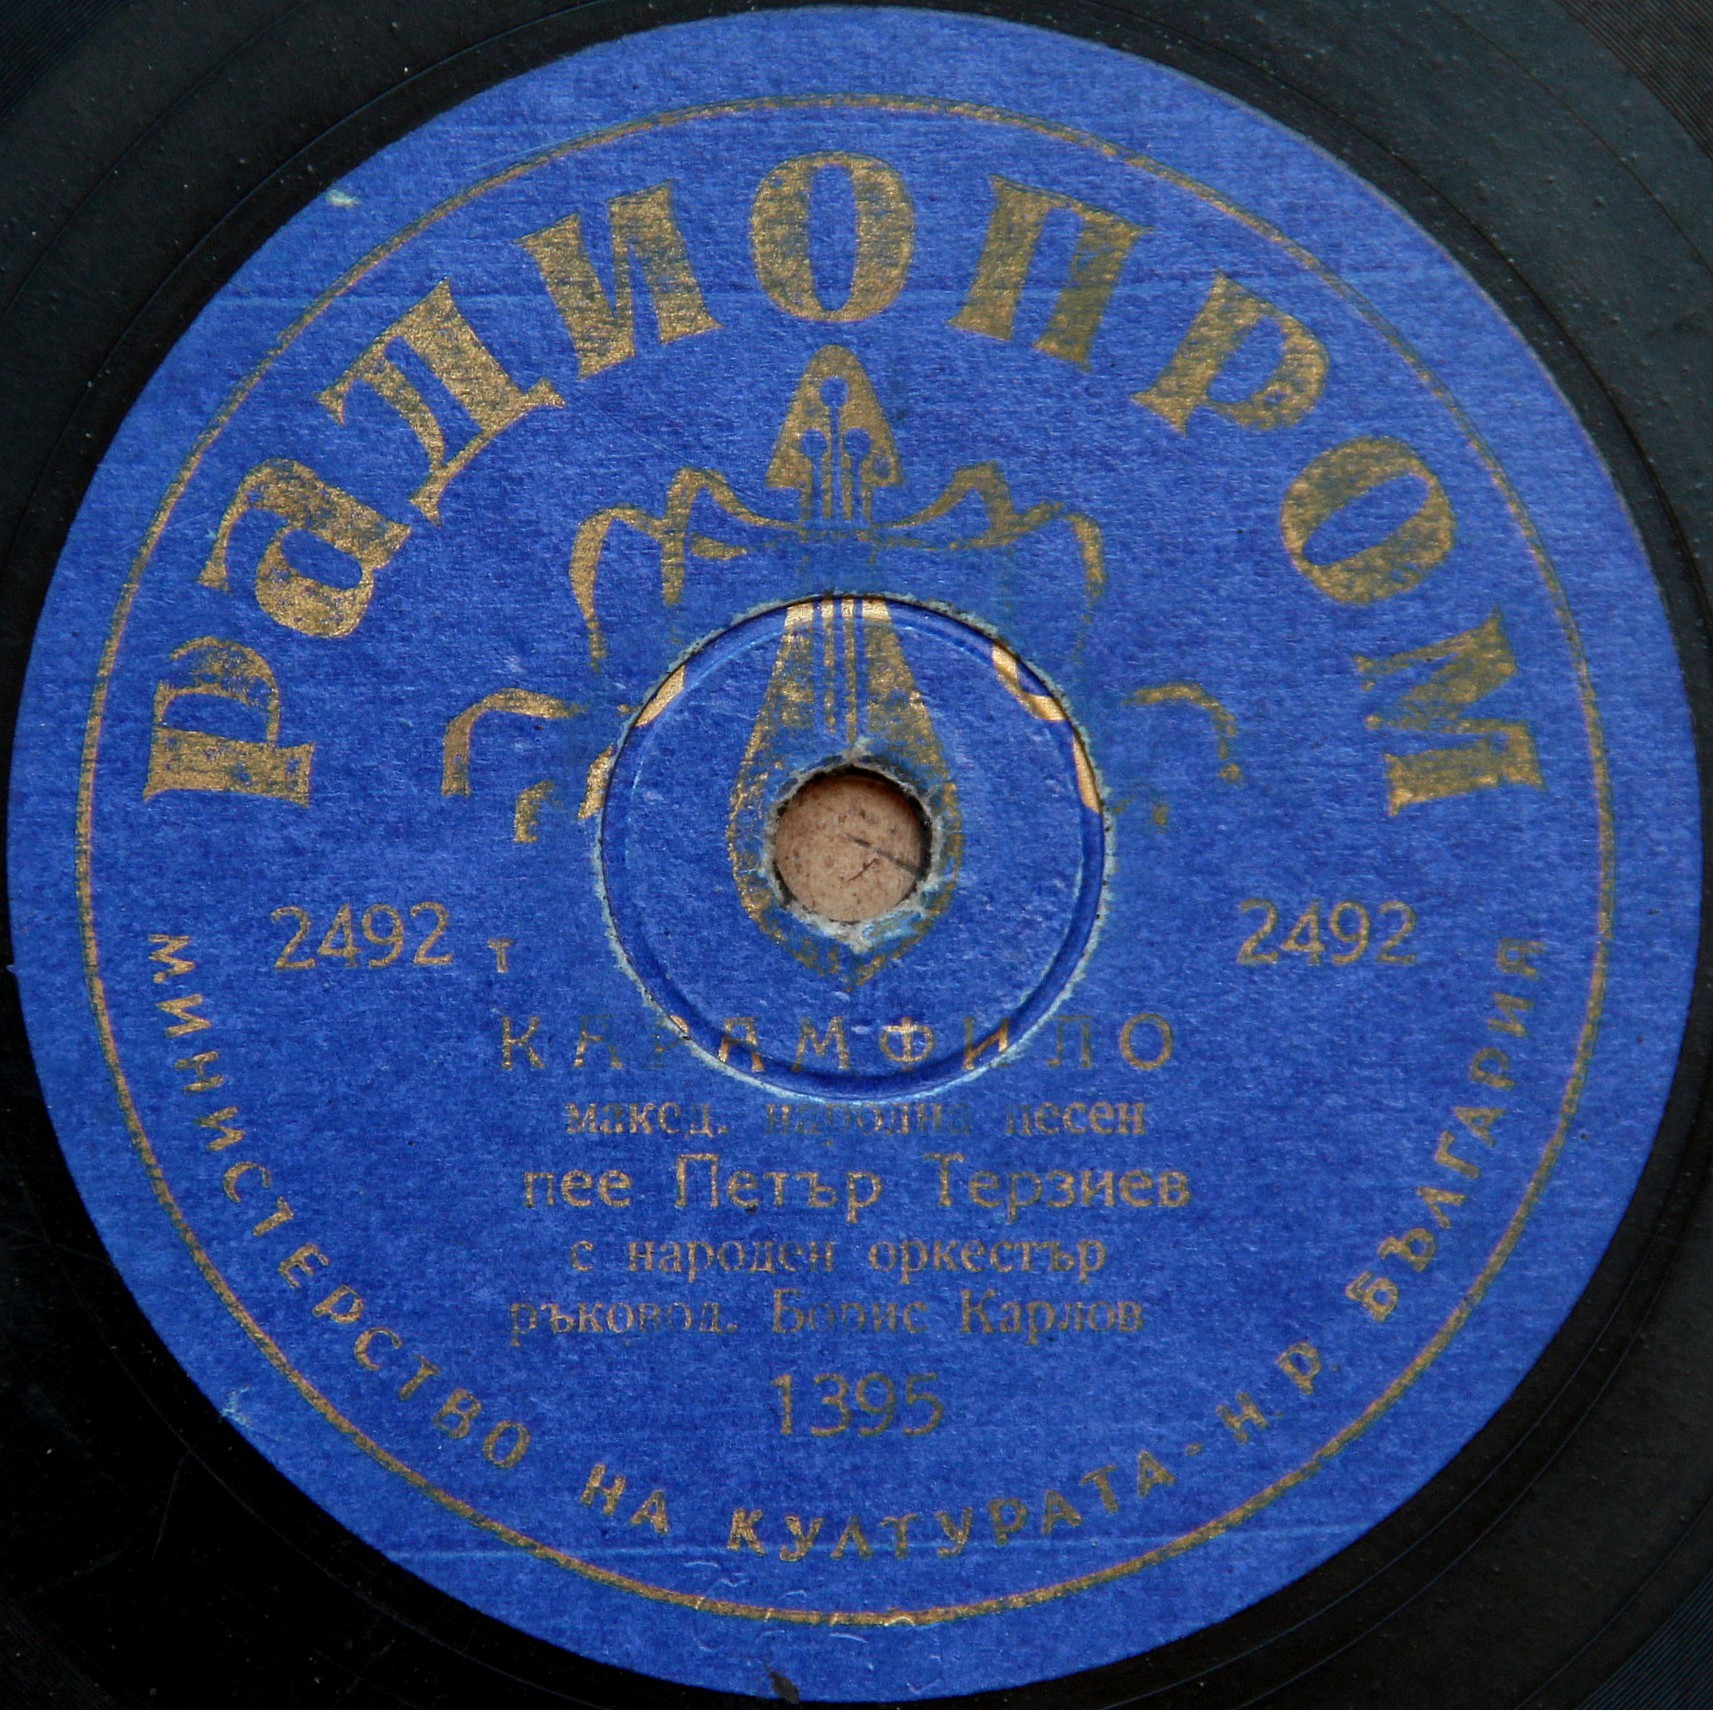 Радиопром
2492 т 2492
КАРАМФИЛО
макед. народна песен
пее Петър Терзиев
с народен оркестър
ръковод. Борис Карлов
1395
МИНИСТЕРСТВО НА КУЛТУРАТА - Н. Р. БЪЛГАРИЯ